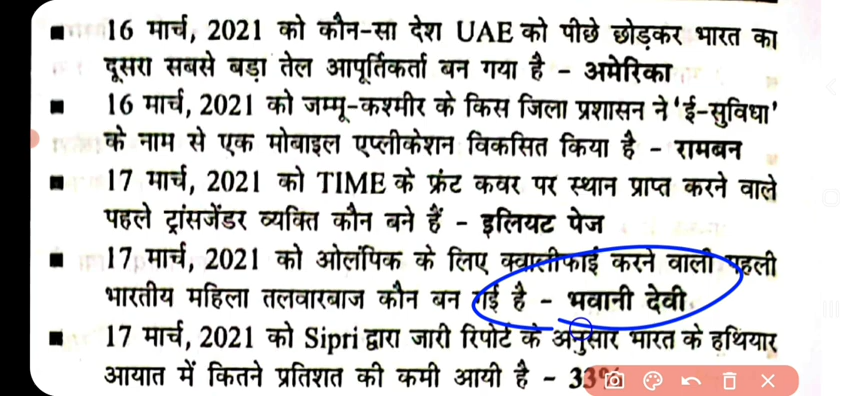 ■ 16 मार्च, 2021 को कौन-सा देश UAE को पीछे छोड़कर भारत का
दूसरा सबसे बड़ा तेल आपूर्तिकर्ता बन गया है - अमेरिका
■ 16 मार्च, 2021 को जम्मू-कश्मीर के किस जिला प्रशासन ने 'ई-सुविधा'
के नाम से एक मोबाइल एप्लीकेशन विकसित किया है - रामबन
■ 17 मार्च, 2021 को TIME के फ्रंट कवर पर स्थान प्राप्त करने वाले
पहले ट्रांसजेंडर व्यक्ति कौन बने हैं - इलियट पेज
■ 17 मार्च, 2021 को ओलंपिक के लिए क्वालीफाई करने वाली पहली
भारतीय महिला तलवारबाज कौन बन गई है - भवानी देवी
■ 17 मार्च, 2021 को Sipri द्वारा जारी रिपोर्ट के अनुसार भारत के हथियार
आयात में कितने प्रतिशत की कमी आयी है - 33%